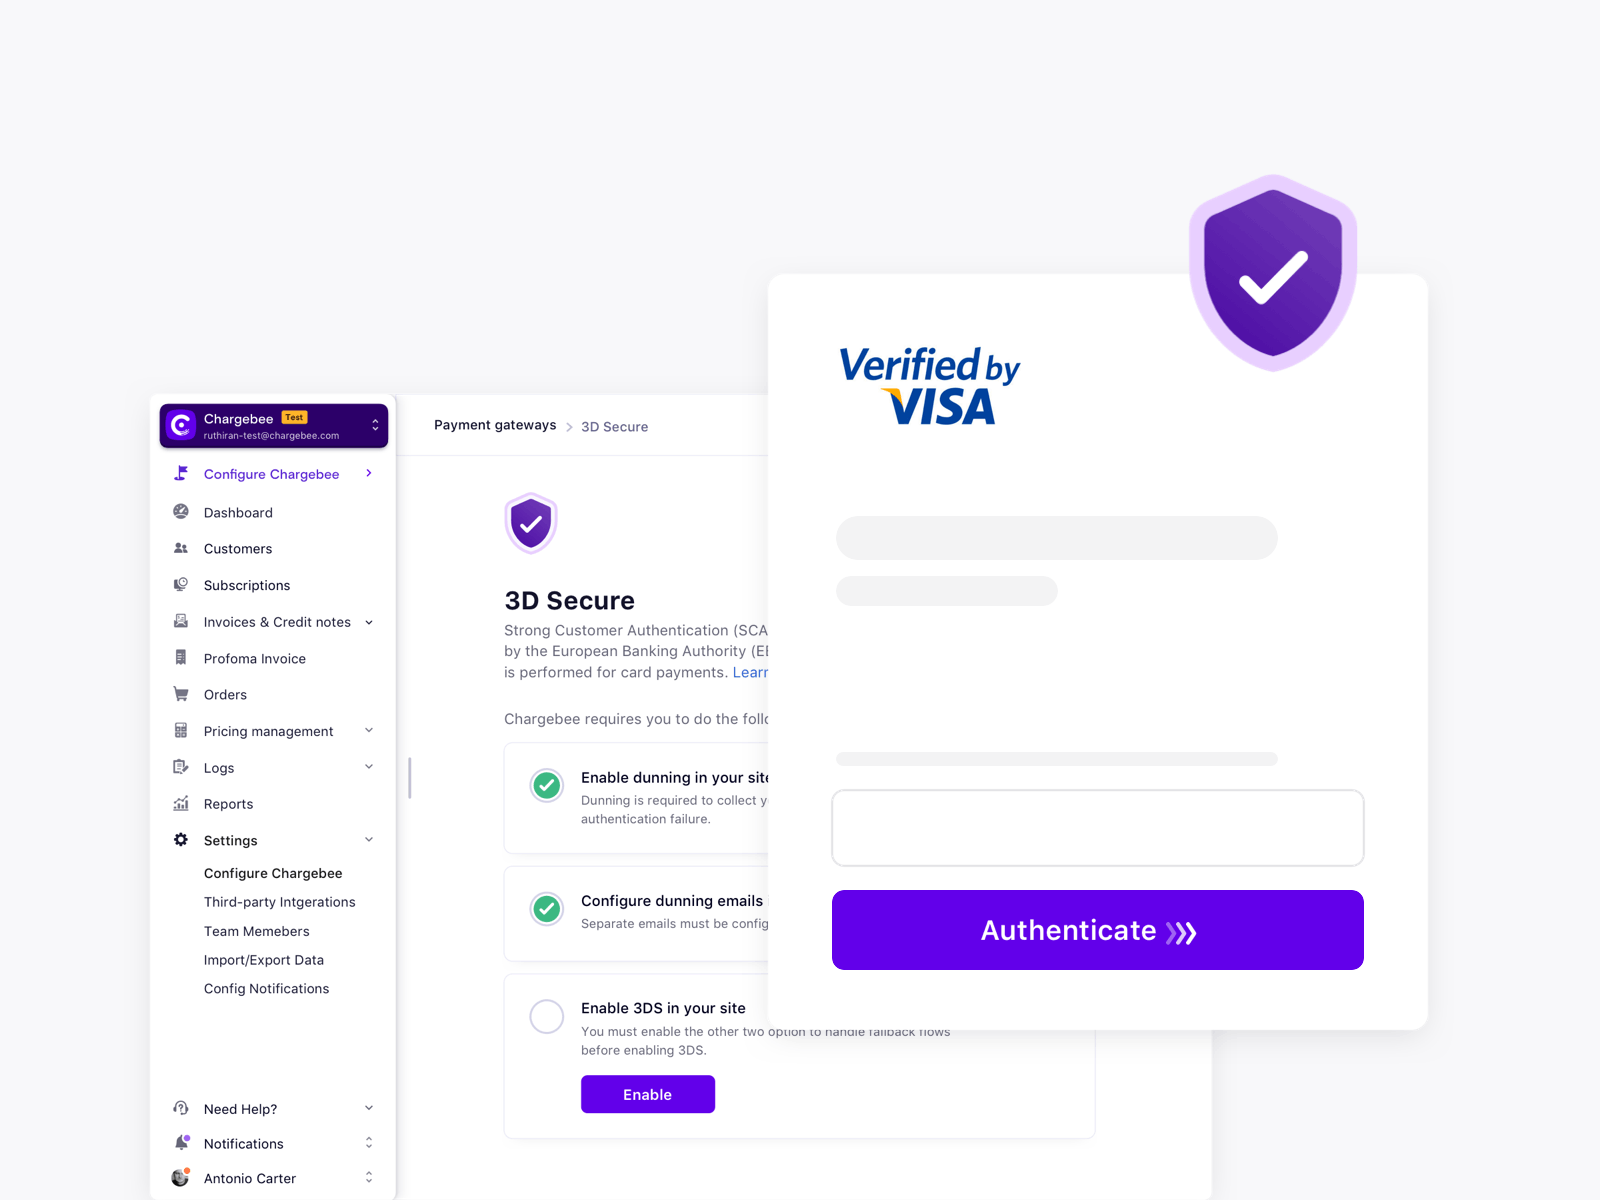 Chargebee Test
ruthiran-test@chargebee.com
Configure Chargebee
Dashboard
Customers
Subscriptions
Invoices & Credit notes
Profoma Invoice
Orders
Pricing management
Logs
Reports
Settings
Configure Chargebee
Third-party Intgerations
Team Memebers
Import/Export Data
Config Notifications
Need Help?
Notifications
Antonio Carter
Payment gateways > 3D Secure
3D Secure
Strong Customer Authentication (SCA
by the European Banking Authority
is performed for card payments. Learn
Chargebee requires you to do the
Enable dunning in your site
Dunning is required to collect
authentication failure.
Configure dunning emails
Separate emails must be
Enable 3DS in your site
You must enable the other two option to handle fallback flows
before enabling 3DS.
Enable
Verified by
VISA
Authenticate